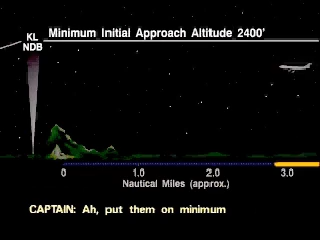 Minimum Initial Approach Altitude 2400'
KL
NDB
0 1.0 2.0 3.0
Nautical Miles (approx.)
CAPTAIN: Ah, put them on minimum